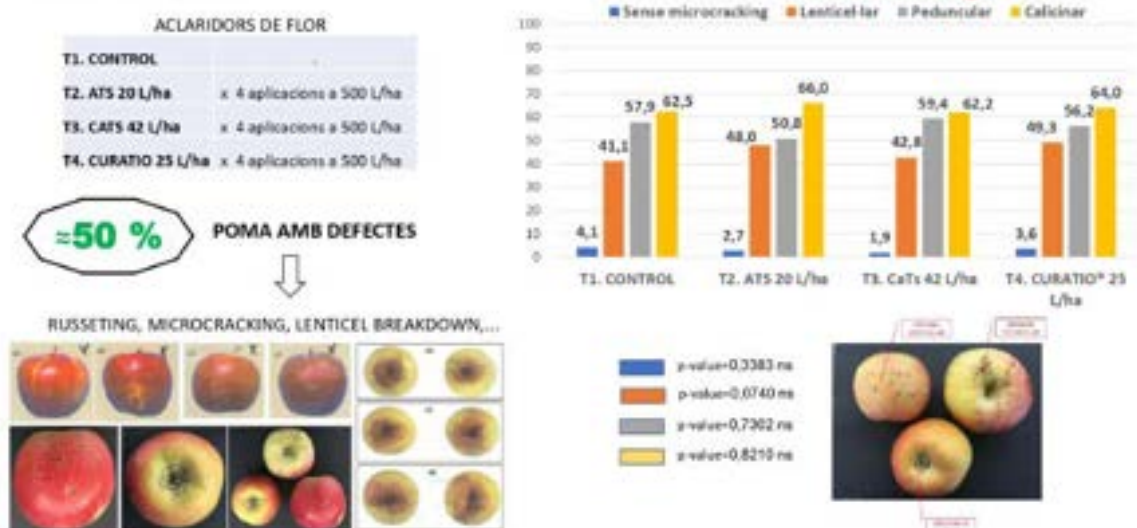 ACLARIDORS DE FLOR
T1. CONTROL -
T2. ATS 20 L/ha x 4 aplicacions a 500 L/ha
T3. CATS 42 L/ha x 4 aplicacions a 500 L/ha
T4. CURATIO 25 L/ha x 4 aplicacions a 500 L/ha
≈50 %
POMA AMB DEFECTES
RUSSETING, MICROCRACKING, LENTICEL BREAKDOWN,...
Sense microcracking Lenticel·lar Peduncular Calicinar
100
90
80
70
60
50
40
30
20
10
0
4,1 41,1 57,9 62,5
2,7 48,0 50,8 66,0
1,9 42,8 59,4 62,2
3,6 49,3 56,2 64,0
T1. CONTROL
T2. ATS 20 L/ha
T3. CaTs 42 L/ha
T4. CURATIO® 25
L/ha
p-value=0,3383 ns
p-value=0,0740 ns
p-value=0,7302 ns
p-value=0,8210 ns